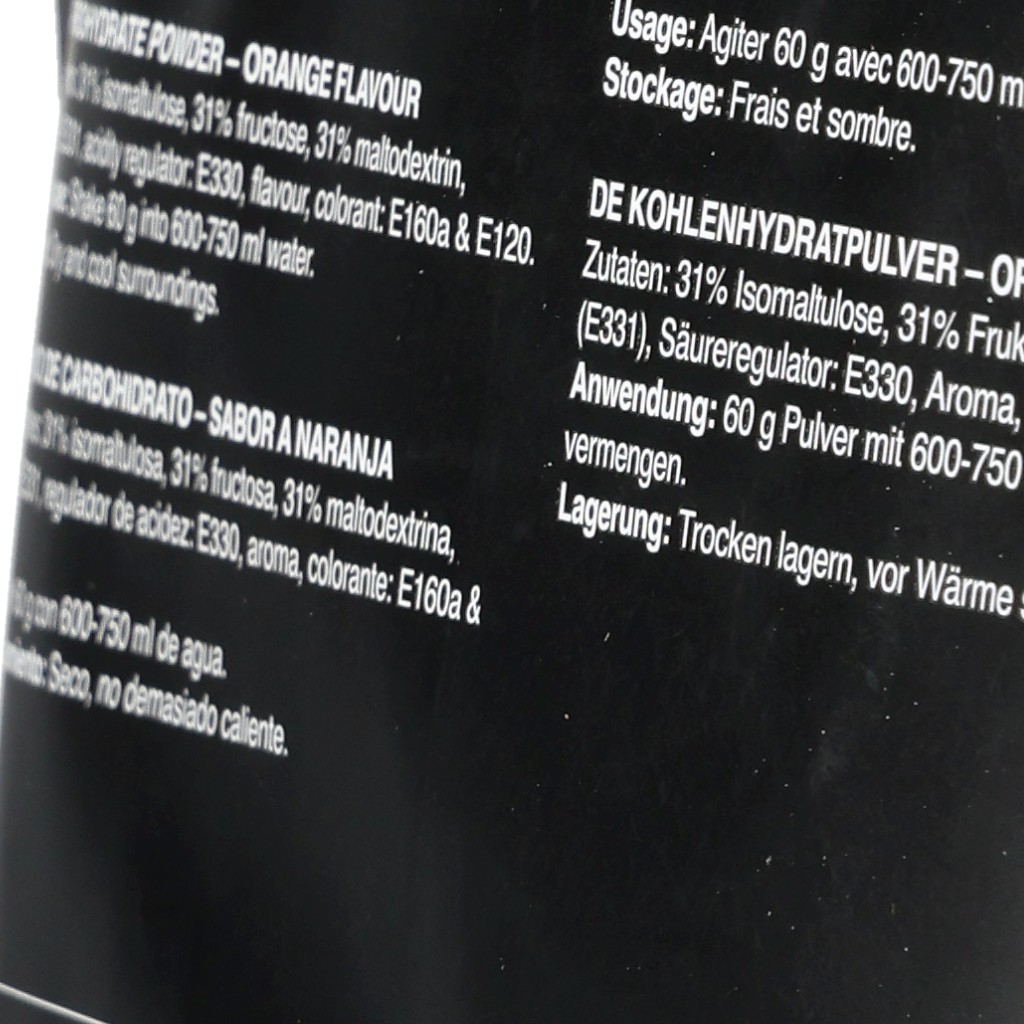 POWDER – ORANGE FLAVOUR
31% isomaltulose, 31% fructose, 31% maltodextrin,
acidity regulator: E330, flavour, colorant: E160a & E120.
Shake 60 g into 600-750 ml water.
and cool surroundings.
DE CARBOHIDRATO – SABOR A NARANJA
31% isomaltulosa, 31% fructosa, 31% maltodextrina,
regulador de acidez: E330, aroma, colorante: E160a &
g con 600-750 ml de agua.
Seco, no demasiado caliente.
Usage: Agiter 60 g avec 600-750
Stockage: Frais et sombre.
DE KOHLENHYDRATPULVER –
Zutaten: 31% Isomaltulose, 31%
(E331), Säureregulator: E330, Aroma,
Anwendung: 60 g Pulver mit 600-750
vermengen.
Lagerung: Trocken lagern, vor Wärme